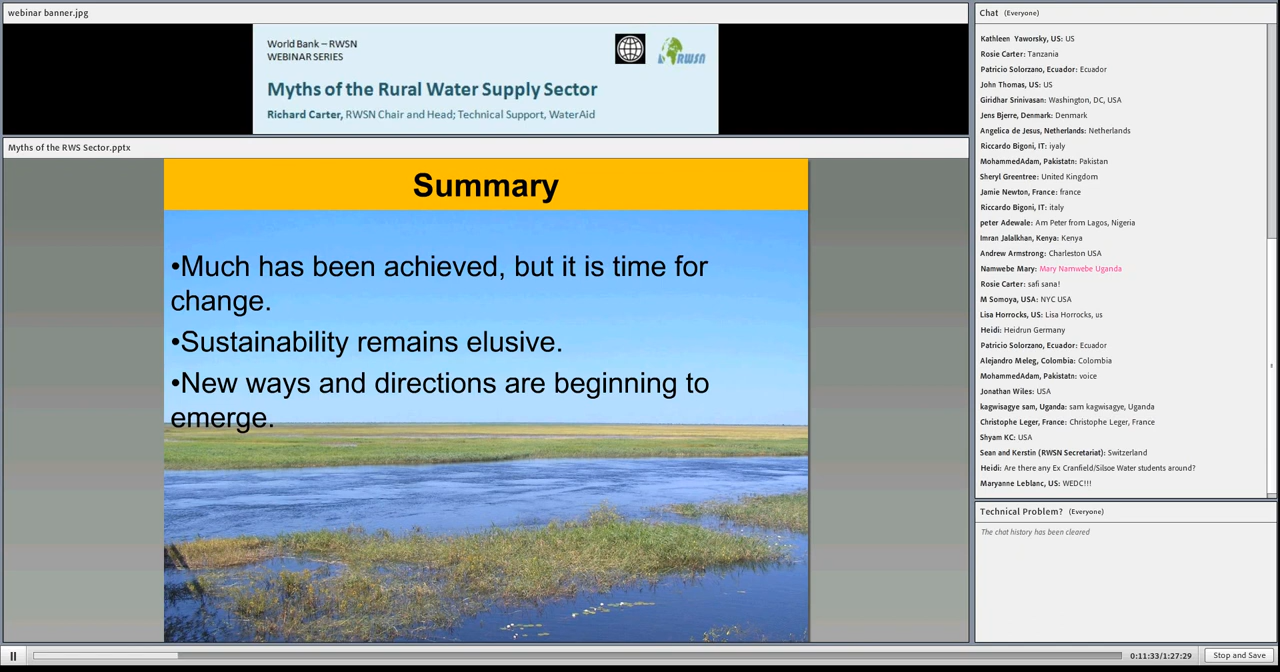 webinar banner.jpg
World Bank – RWSN
WEBINAR SERIES
RWSN
Myths of the Rural Water Supply Sector
Richard Carter, RWSN Chair and Head; Technical Support, WaterAid
Myths of the RWS Sector.pptx
Summary
•Much has been achieved, but it is time for
change.
•Sustainability remains elusive.
•New ways and directions are beginning to
emerge.
Chat (Everyone)
Kathleen Yaworsky, US: US
Rosie Carter: Tanzania
Patricio Solorzano, Ecuador: Ecuador
John Thomas, US: US
Giridhar Srinivasan: Washington, DC, USA
Jens Bjerre, Denmark: Denmark
Angelica de Jesus, Netherlands: Netherlands
Riccardo Bigoni, IT: iyaly
MohammedAdam, Pakistatn: Pakistan
Sheryl Greentree: United Kingdom
Jamie Newton, France: france
Riccardo Bigoni, IT: italy
peter Adewale: Am Peter from Lagos, Nigeria
Imran Jalalkhan, Kenya: Kenya
Andrew Armstrong: Charleston USA
Namwebe Mary: Mary Namwebe Uganda
Rosie Carter: safi sana!
M Somoya, USA: NYC USA
Lisa Horrocks, US: Lisa Horrocks, us
Heidi: Heidrun Germany
Patricio Solorzano, Ecuador: Ecuador
Alejandro Meleg, Colombia: Colombia
MohammedAdam, Pakistatn: voice
Jonathan Wiles: USA
kagwisagye sam, Uganda: sam kagwisagye, Uganda
Christophe Leger, France: Christophe Leger, France
Shyam KC: USA
Sean and Kerstin (RWSN Secretariat): Switzerland
Heidi: Are there any Ex Cranfield/Silsoe Water students around?
Maryanne Leblanc, US: WEDC!!!
Technical Problem? (Everyone)
The chat history has been cleared
0:11:33/1:27:29
Stop and Save